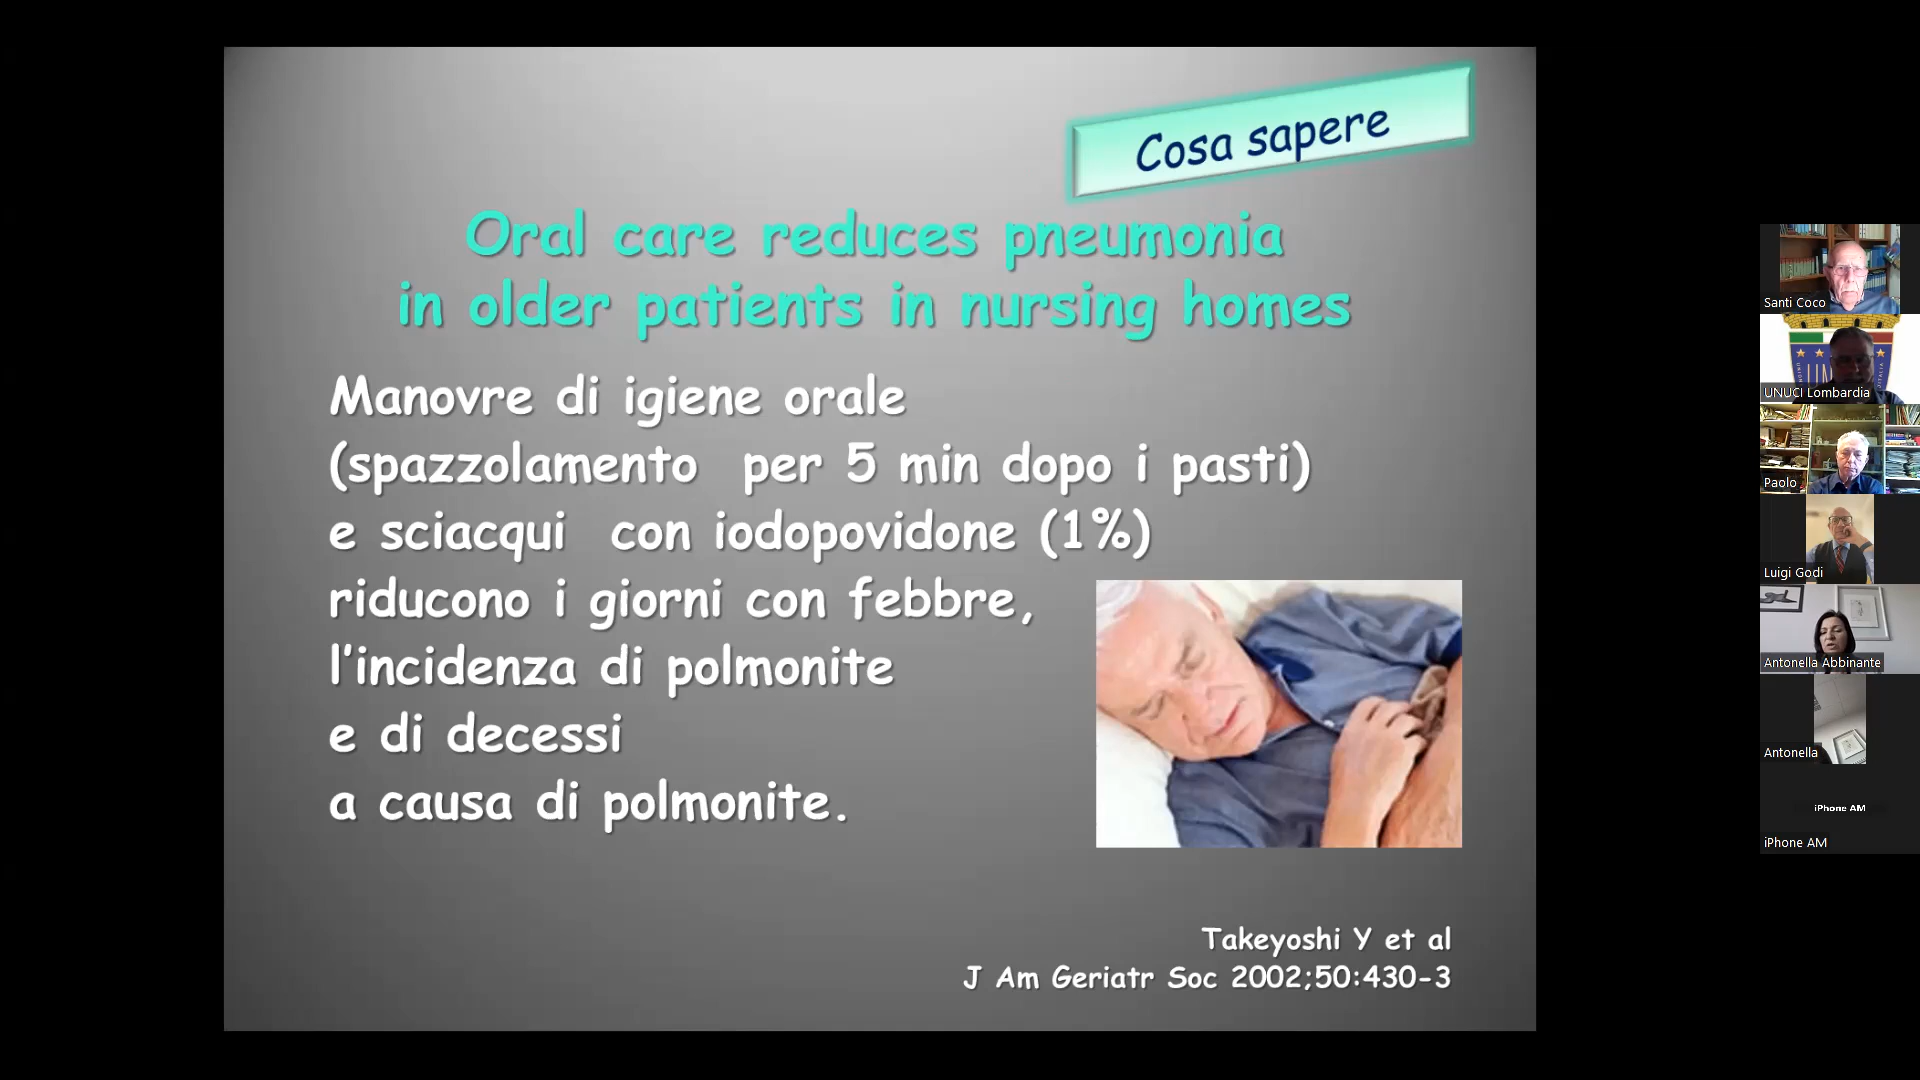 Cosa sapere
Oral care reduces pneumonia
in older patients in nursing homes
Manovre di igiene orale
(spazzolamento per 5 min dopo i pasti)
e sciacqui con iodopovidone (1%)
riducono i giorni con febbre,
l'incidenza di polmonite
e di decessi
a causa di polmonite.
Takeyoshi Y et al
J Am Geriatr Soc 2002;50:430-3
Santi Coco
UNUCI Lombardia
Paolo
Luigi Godi
Antonella Abbinante
Antonella
iPhone AM
iPhone AM